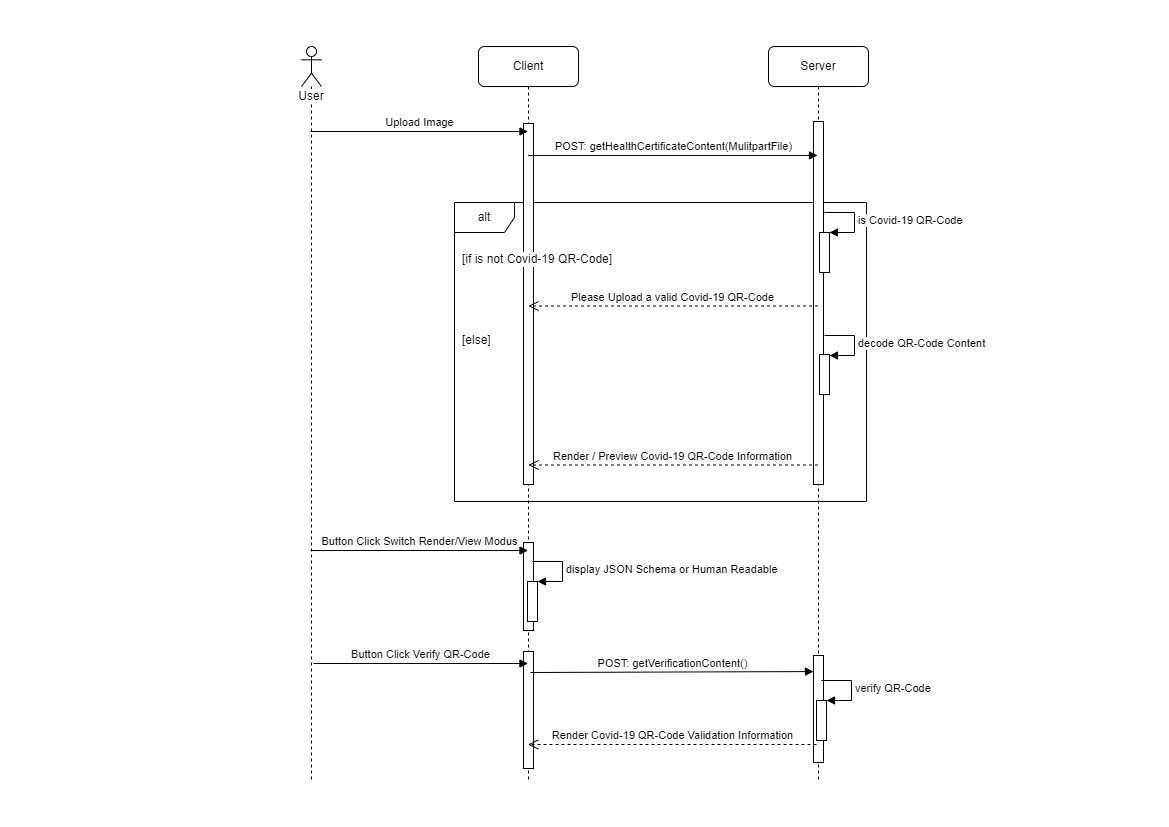 User
Client
Server
Upload Image
POST: getHealthCertificateContent(MulitpartFile)
alt
is Covid-19 QR-Code
[if is not Covid-19 QR-Code]
Please Upload a valid Covid-19 QR-Code
[else]
decode QR-Code Content
Render / Preview Covid-19 QR-Code Information
Button Click Switch Render/View Modus
display JSON Schema or Human Readable
Button Click Verify QR-Code
POST: getVerificationContent()
verify QR-Code
Render Covid-19 QR-Code Validation Information